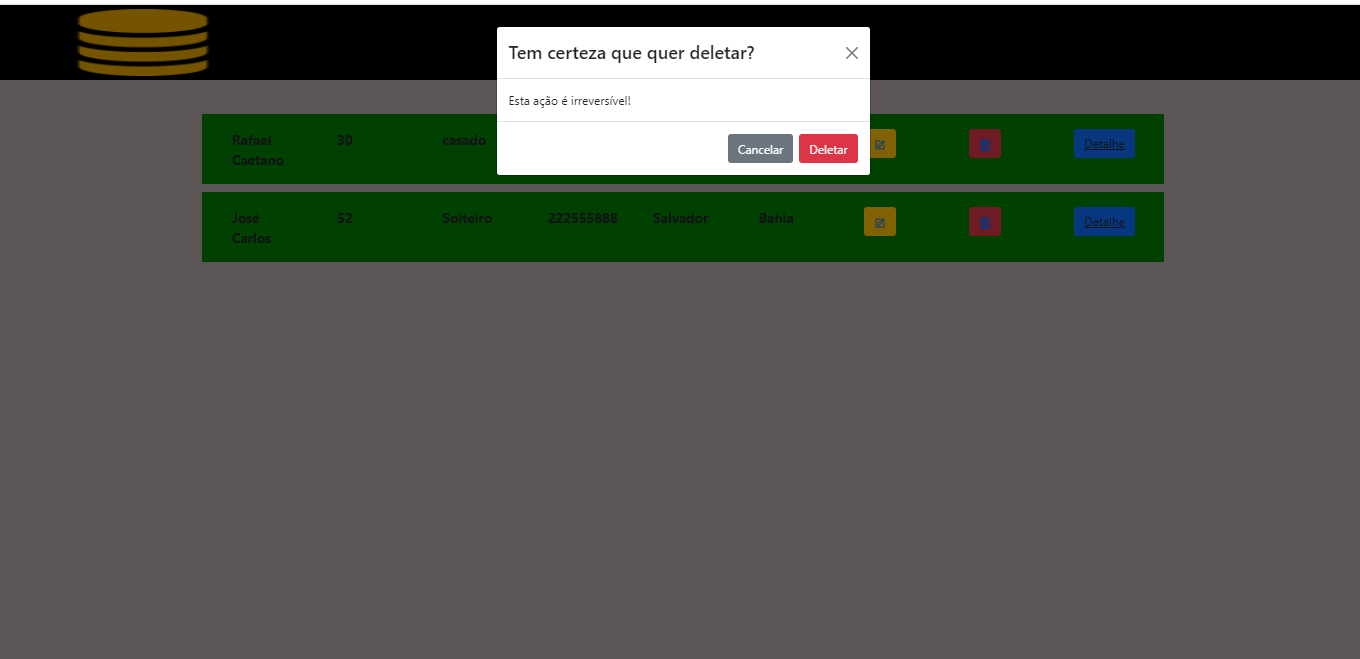 Tem certeza que quer deletar?
Esta ação é irreversível!
Cancelar Deletar
Rafael 30 casado Detalhe
Caetano
José 52 Solteiro 222555888 Salvador Bahia Detalhe
Carlos